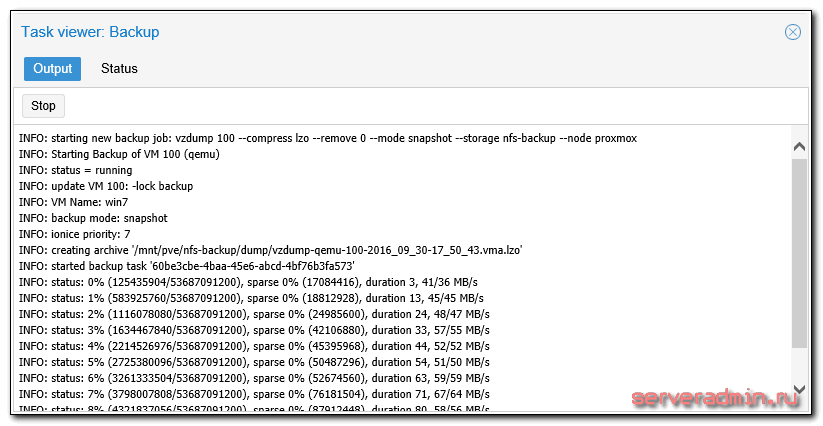 Task viewer: Backup
Output Status
Stop
INFO: starting new backup job: vzdump 100 --compress lzo --remove 0 --mode snapshot --storage nfs-backup --node proxmox
INFO: Starting Backup of VM 100 (qemu)
INFO: status = running
INFO: update VM 100: -lock backup
INFO: VM Name: win7
INFO: backup mode: snapshot
INFO: ionice priority: 7
INFO: creating archive '/mnt/pve/nfs-backup/dump/vzdump-qemu-100-2016_09_30-17_50_43.vma.lzo'
INFO: started backup task '60be3cbe-4baa-45e6-abcd-4bf76b3fa573'
INFO: status: 0% (125435904/53687091200), sparse 0% (17084416), duration 3, 41/36 MB/s
INFO: status: 1% (583925760/53687091200), sparse 0% (18812928), duration 13, 45/45 MB/s
INFO: status: 2% (1116078080/53687091200), sparse 0% (24985600), duration 24, 48/47 MB/s
INFO: status: 3% (1634467840/53687091200), sparse 0% (42106880), duration 33, 57/55 MB/s
INFO: status: 4% (2214526976/53687091200), sparse 0% (45395968), duration 44, 52/52 MB/s
INFO: status: 5% (2725380096/53687091200), sparse 0% (50487296), duration 54, 51/50 MB/s
INFO: status: 6% (3261333504/53687091200), sparse 0% (52674560), duration 63, 59/59 MB/s
INFO: status: 7% (3798007808/53687091200), sparse 0% (76181504), duration 71, 67/64 MB/s
INFO: status: 8% (4321837056/53687091200), sparse 0% (87912448), duration 80, 58/56 MB/s
serveradmin.ru